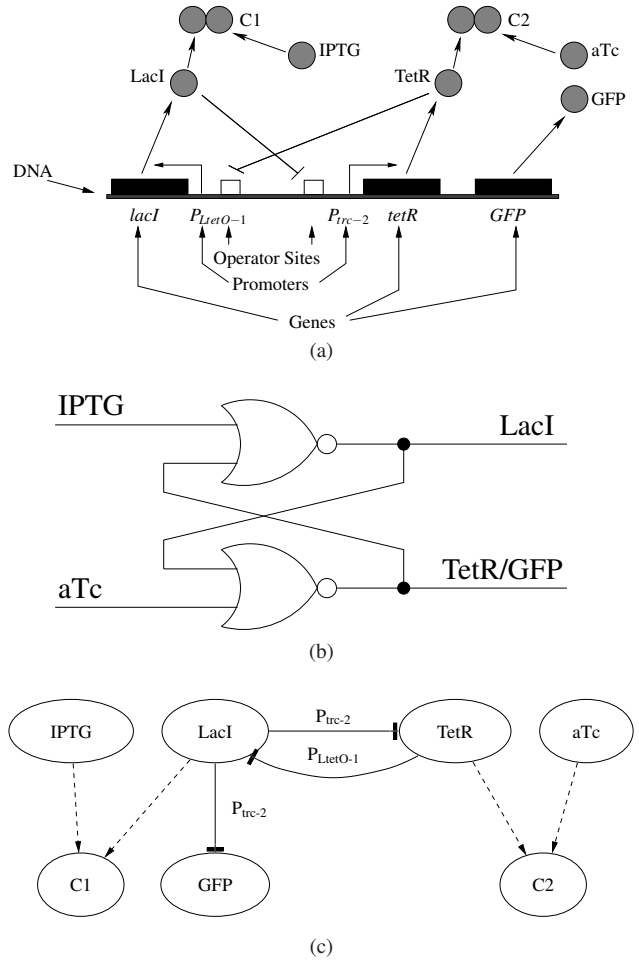 C1
C2
IPTG
aTc
LacI
TetR
GFP
DNA
lacI P_LtetO−1 P_trc−2 tetR GFP
Operator Sites
Promoters
Genes
(a)
IPTG
LacI
aTc
TetR/GFP
(b)
IPTG LacI P_trc-2 TetR aTc
P_LtetO-1
P_trc-2
C1 GFP C2
(c)